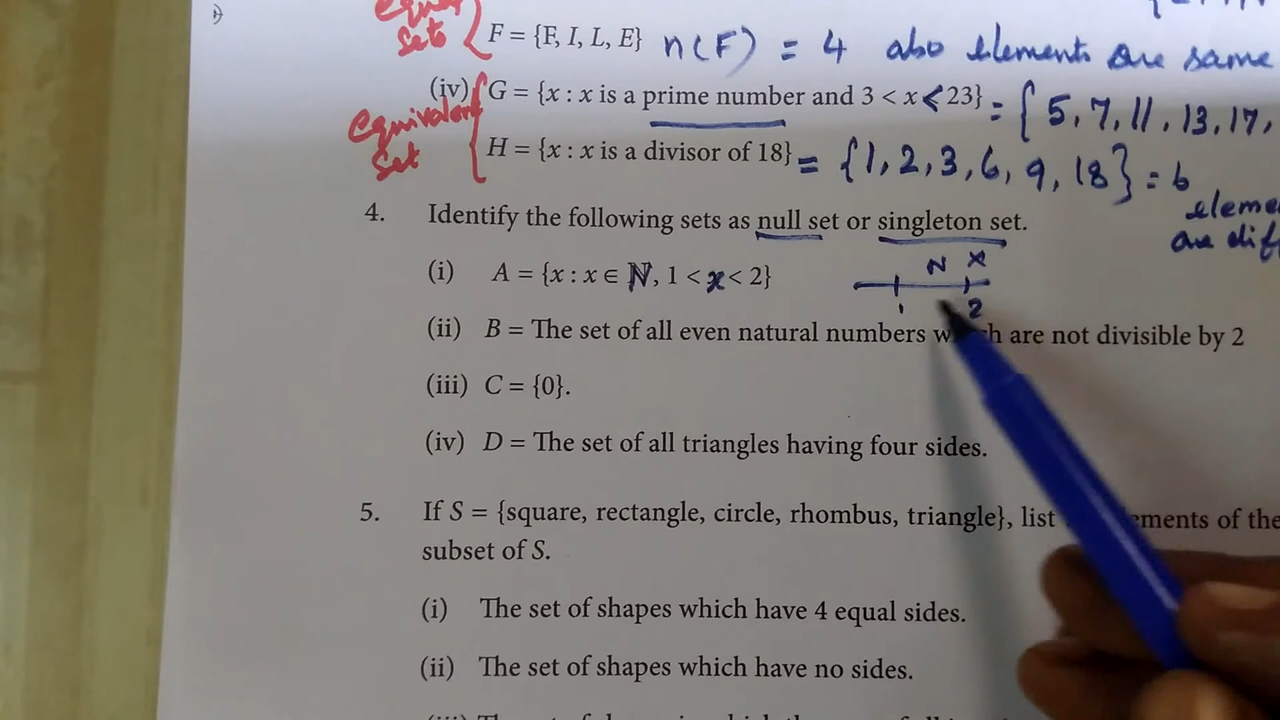 Sets F = {F, I, L, E} n(F) = 4 also elements are same
(iv) G = {x : x is a prime number and 3 < x < 23} = {5, 7, 11, 13, 17,
equivalent Set
H = {x : x is a divisor of 18} = {1, 2, 3, 6, 9, 18} = 6
4. Identify the following sets as null set or singleton set.
are
(i) A = {x : x ∈ N, 1 < x < 2} N
1 2
(ii) B = The set of all even natural numbers which are not divisible by 2
(iii) C = {0}.
(iv) D = The set of all triangles having four sides.
5. If S = {square, rectangle, circle, rhombus, triangle}, list elements of the
subset of S.
(i) The set of shapes which have 4 equal sides.
(ii) The set of shapes which have no sides.